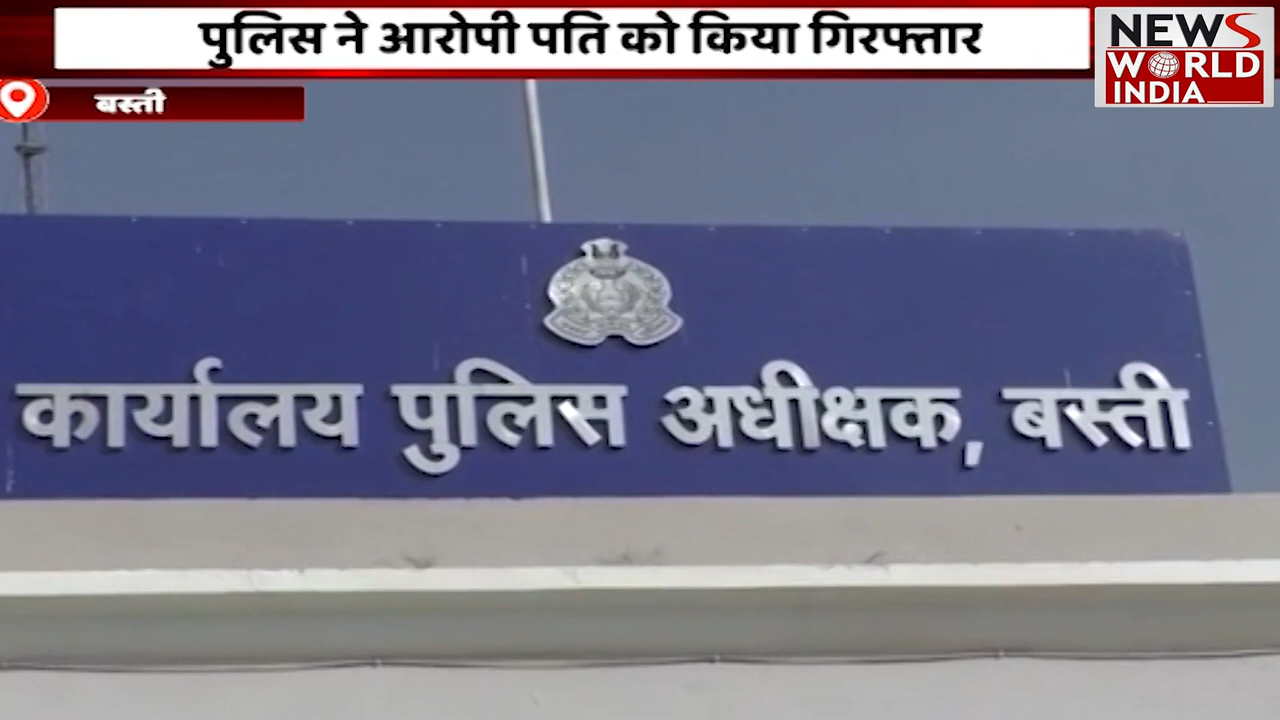 पुलिस ने आरोपी पति को किया गिरफ्तार
NEWS
WORLD
INDIA
बस्ती
कार्यालय पुलिस अधीक्षक, बस्ती